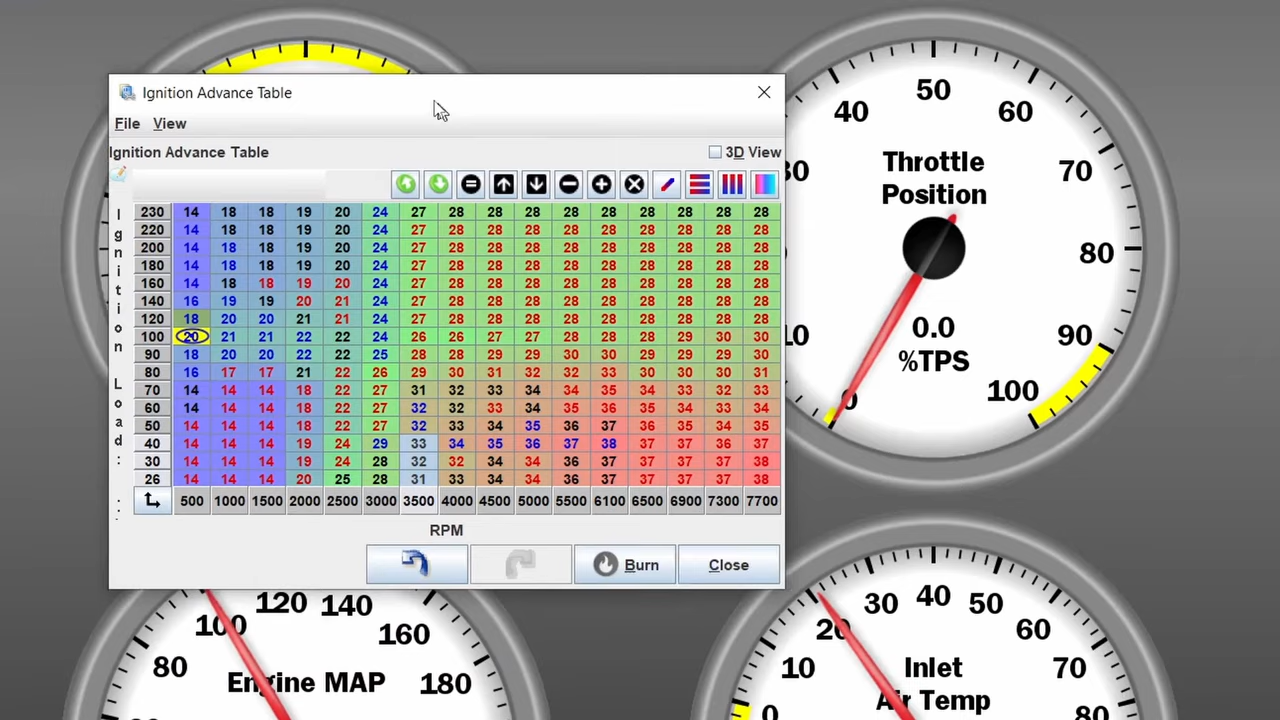 Ignition Advance Table
File View
Ignition Advance Table
3D View
Ignition Load:
230 14 18 18 19 20 24 27 28 28 28 28 28 28 28 28 28
220 14 18 18 19 20 24 27 28 28 28 28 28 28 28 28 28
200 14 18 18 19 20 24 27 28 28 28 28 28 28 28 28 28
180 14 18 18 19 20 24 27 28 28 28 28 28 28 28 28 28
160 14 18 18 19 20 24 27 28 28 28 28 28 28 28 28 28
140 16 19 19 20 21 24 27 28 28 28 28 28 28 28 28 28
120 18 20 20 21 21 24 27 28 28 28 28 28 28 28 28 28
100 20 21 21 22 22 24 26 26 27 27 28 28 28 29 30 30
90 18 20 20 22 22 25 28 28 29 29 30 30 29 29 30 30
80 16 17 17 21 22 26 29 30 31 32 32 33 30 30 30 31
70 14 14 14 18 22 27 31 32 33 34 34 35 34 33 32 33
60 14 14 14 18 22 27 32 32 33 34 35 36 35 34 33 34
50 14 14 14 18 22 27 32 33 34 35 36 37 36 35 34 35
40 14 14 14 19 24 29 33 34 35 36 37 38 37 37 36 37
30 14 14 14 19 24 28 32 32 34 34 36 37 37 37 37 38
26 14 14 14 20 25 28 31 33 34 34 36 37 37 37 37 38
500 1000 1500 2000 2500 3000 3500 4000 4500 5000 5500 6100 6500 6900 7300 7700
RPM
Burn Close
40 50 60 70 80 90 100
Throttle
Position
0.0
%TPS
0
80 100 120 140 160 180
Engine MAP
0 10 20 30 40 50 60 70 80
Inlet
Air Temp